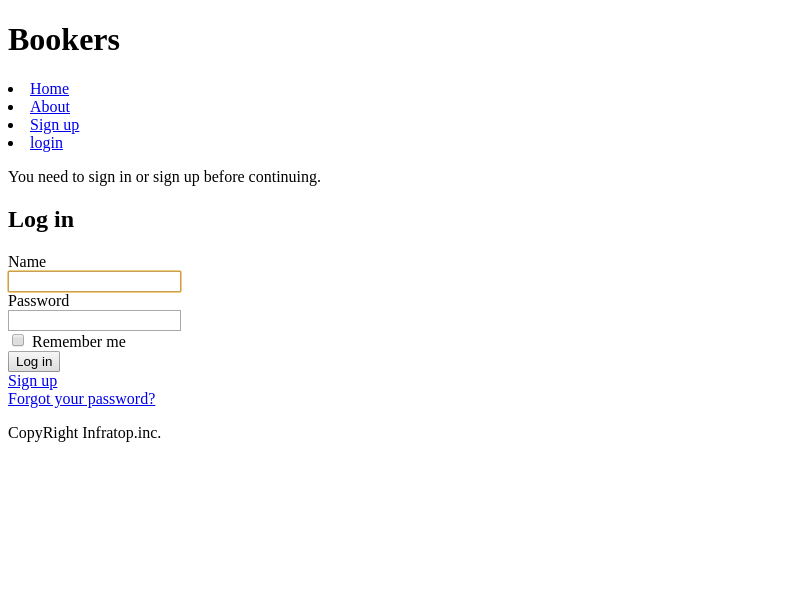 Bookers
Home
About
Sign up
login
You need to sign in or sign up before continuing.
Log in
Name
Password
Remember me
Log in
Sign up
Forgot your password?
CopyRight Infratop.inc.